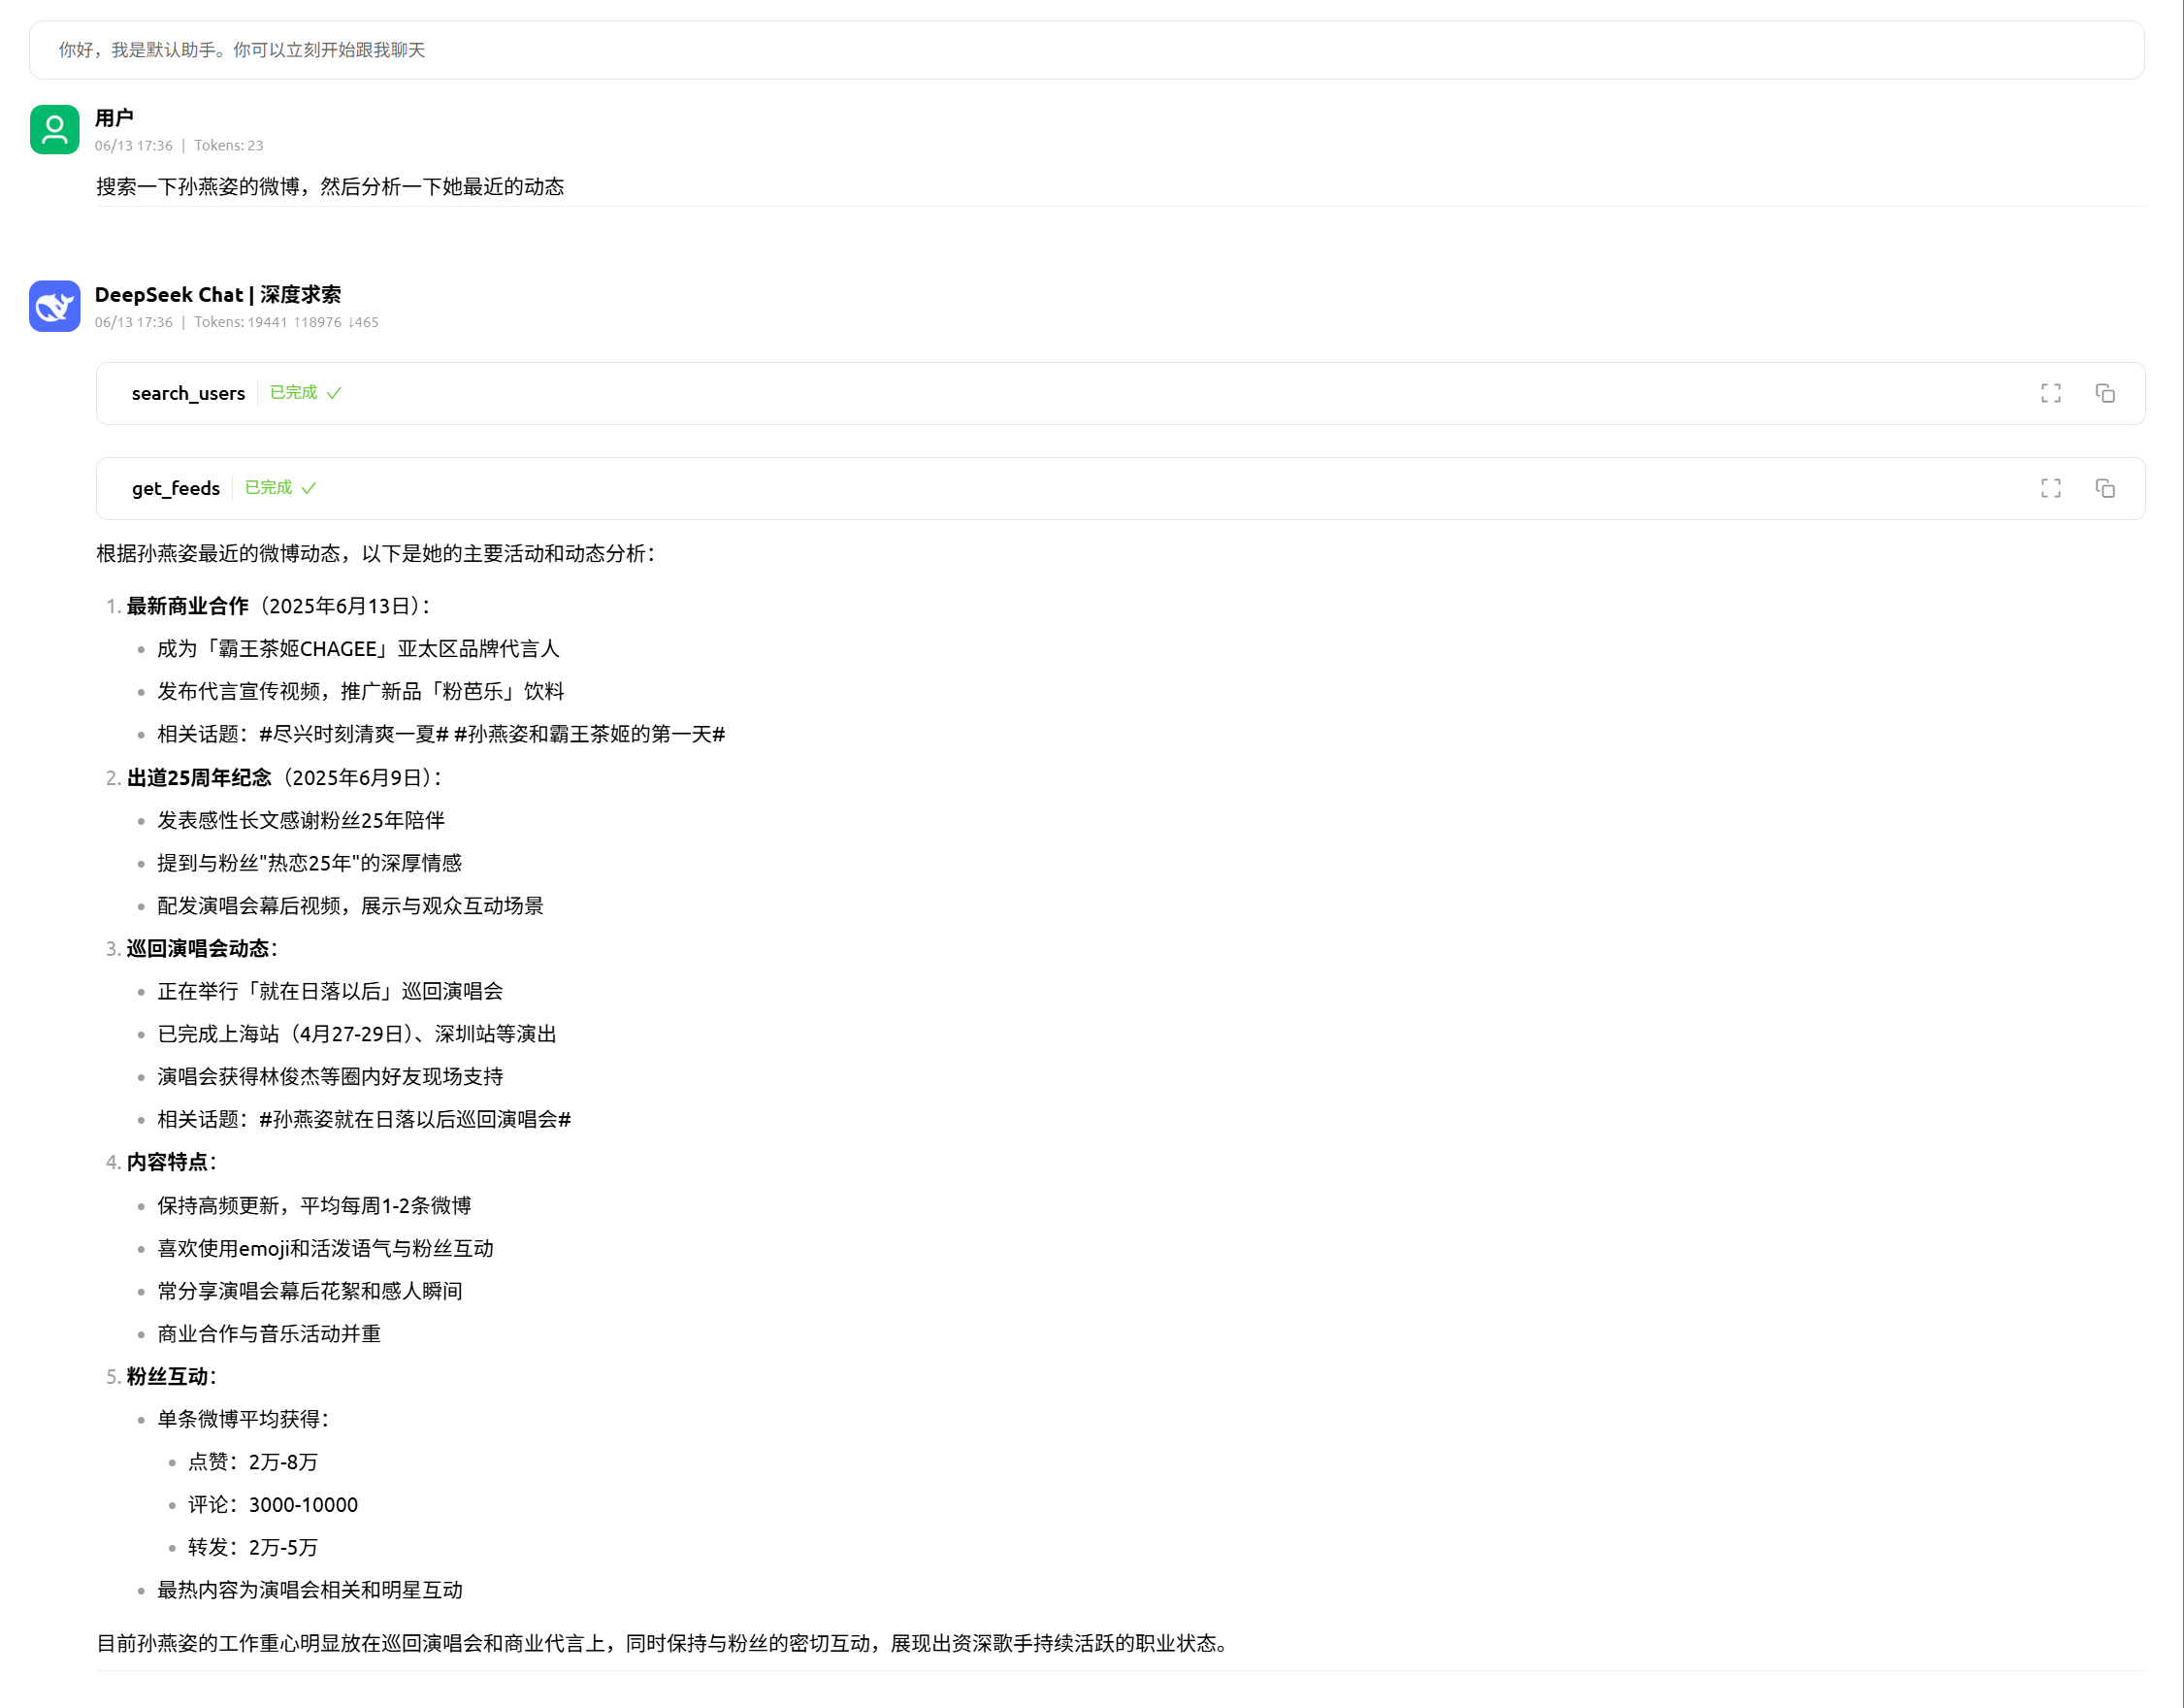 你好，我是默认助手。你可以立刻开始跟我聊天
用户
06/13 17:36 | Tokens: 23
搜索一下孙燕姿的微博，然后分析一下她最近的动态
DeepSeek Chat | 深度求索
06/13 17:36 | Tokens: 19441 ↑18976 ↓465
search_users 已完成 ✓
get_feeds 已完成 ✓
根据孙燕姿最近的微博动态，以下是她的主要活动和动态分析：
1. 最新商业合作（2025年6月13日）：
• 成为「霸王茶姬CHAGEE」亚太区品牌代言人
• 发布代言宣传视频，推广新品「粉芭乐」饮料
• 相关话题：#尽兴时刻清爽一夏# #孙燕姿和霸王茶姬的第一天#
2. 出道25周年纪念（2025年6月9日）：
• 发表感性长文感谢粉丝25年陪伴
• 提到与粉丝"热恋25年"的深厚情感
• 配发演唱会幕后视频，展示与观众互动场景
3. 巡回演唱会动态：
• 正在举行「就在日落以后」巡回演唱会
• 已完成上海站（4月27-29日）、深圳站等演出
• 演唱会获得林俊杰等圈内好友现场支持
• 相关话题：#孙燕姿就在日落以后巡回演唱会#
4. 内容特点：
• 保持高频更新，平均每周1-2条微博
• 喜欢使用emoji和活泼语气与粉丝互动
• 常分享演唱会幕后花絮和感人瞬间
• 商业合作与音乐活动并重
5. 粉丝互动：
• 单条微博平均获得：
• 点赞：2万-8万
• 评论：3000-10000
• 转发：2万-5万
• 最热内容为演唱会相关和明星互动
目前孙燕姿的工作重心明显放在巡回演唱会和商业代言上，同时保持与粉丝的密切互动，展现出资深歌手持续活跃的职业状态。